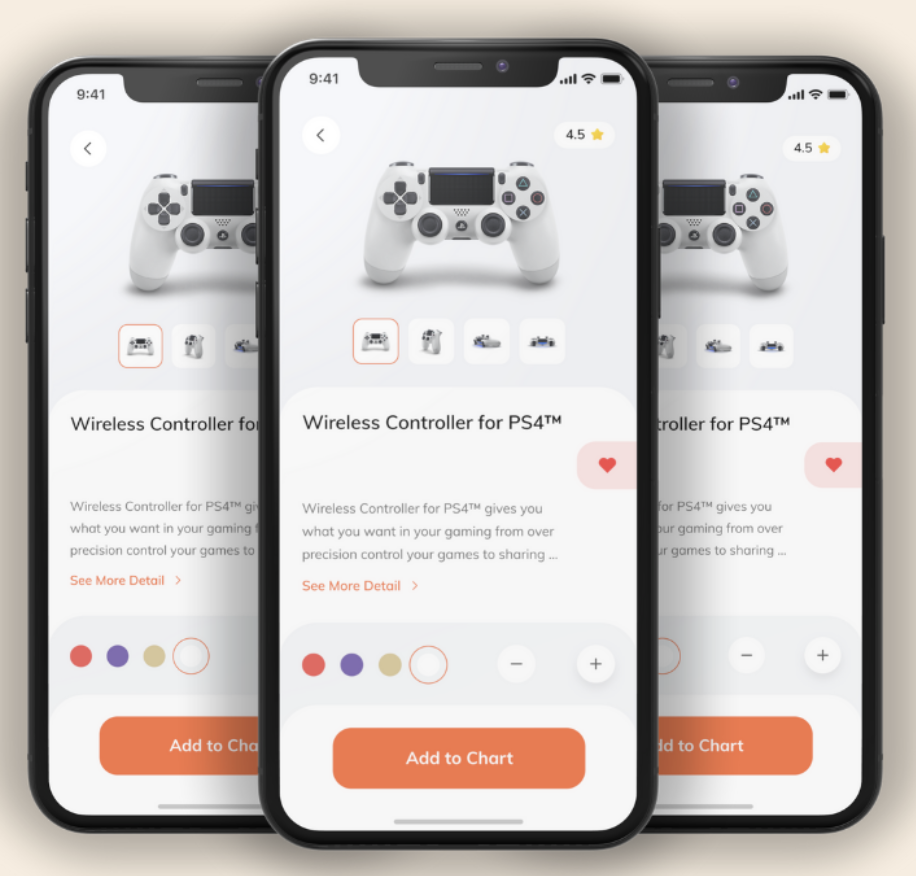 9:41
Wireless Controller fo
Wireless Controller for PS4™ gi
what you want in your gaming f
precision control your games to
See More Detail >
Add to Cha
9:41
4.5
Wireless Controller for PS4™
Wireless Controller for PS4™ gives you
what you want in your gaming from over
precision control your games to sharing ...
See More Detail >
− +
Add to Chart
4.5
troller for PS4™
for PS4™ gives you
our gaming from over
ur games to sharing ...
− +
dd to Chart